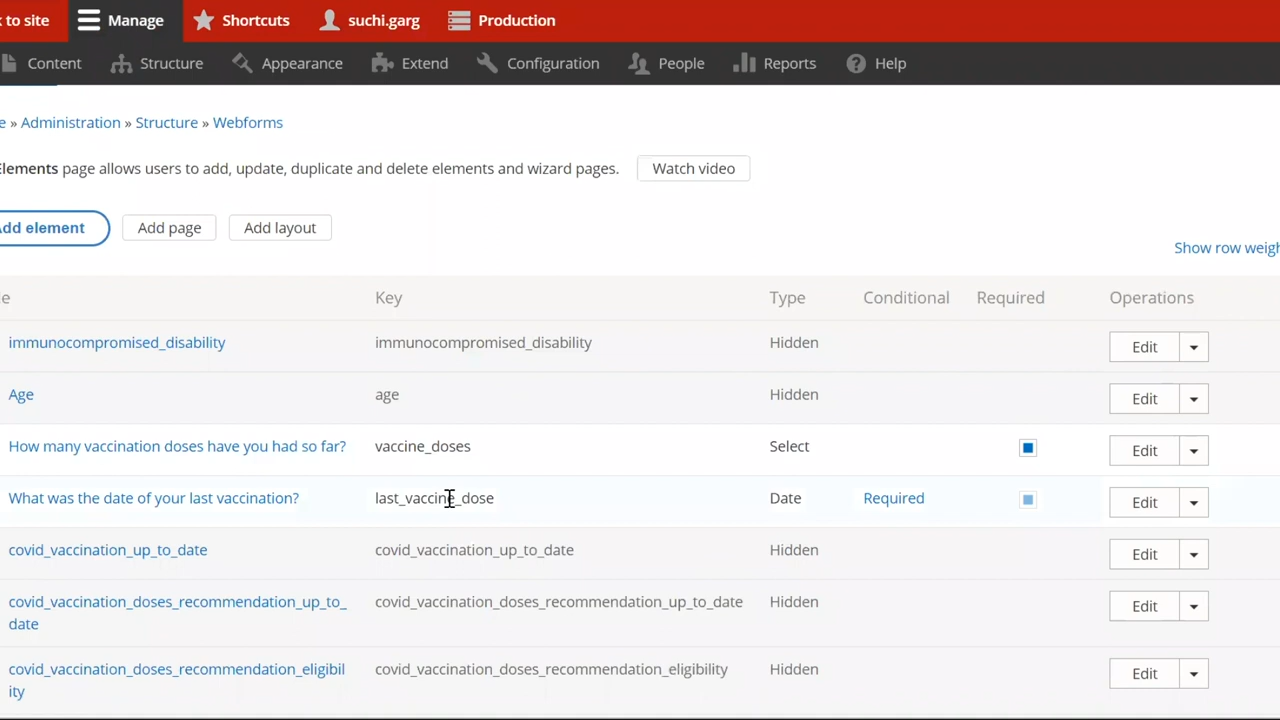 to site Manage Shortcuts suchi.garg Production
Content Structure Appearance Extend Configuration People Reports Help
» Administration » Structure » Webforms
Elements page allows users to add, update, duplicate and delete elements and wizard pages. Watch video
Add element Add page Add layout
Show row weigh
Key Type Conditional Required Operations
immunocompromised_disability immunocompromised_disability Hidden Edit
Age age Hidden Edit
How many vaccination doses have you had so far? vaccine_doses Select Edit
What was the date of your last vaccination? last_vaccine_dose Date Required Edit
covid_vaccination_up_to_date covid_vaccination_up_to_date Hidden Edit
covid_vaccination_doses_recommendation_up_to_ covid_vaccination_doses_recommendation_up_to_date Hidden Edit
date
covid_vaccination_doses_recommendation_eligibil covid_vaccination_doses_recommendation_eligibility Hidden Edit
ity